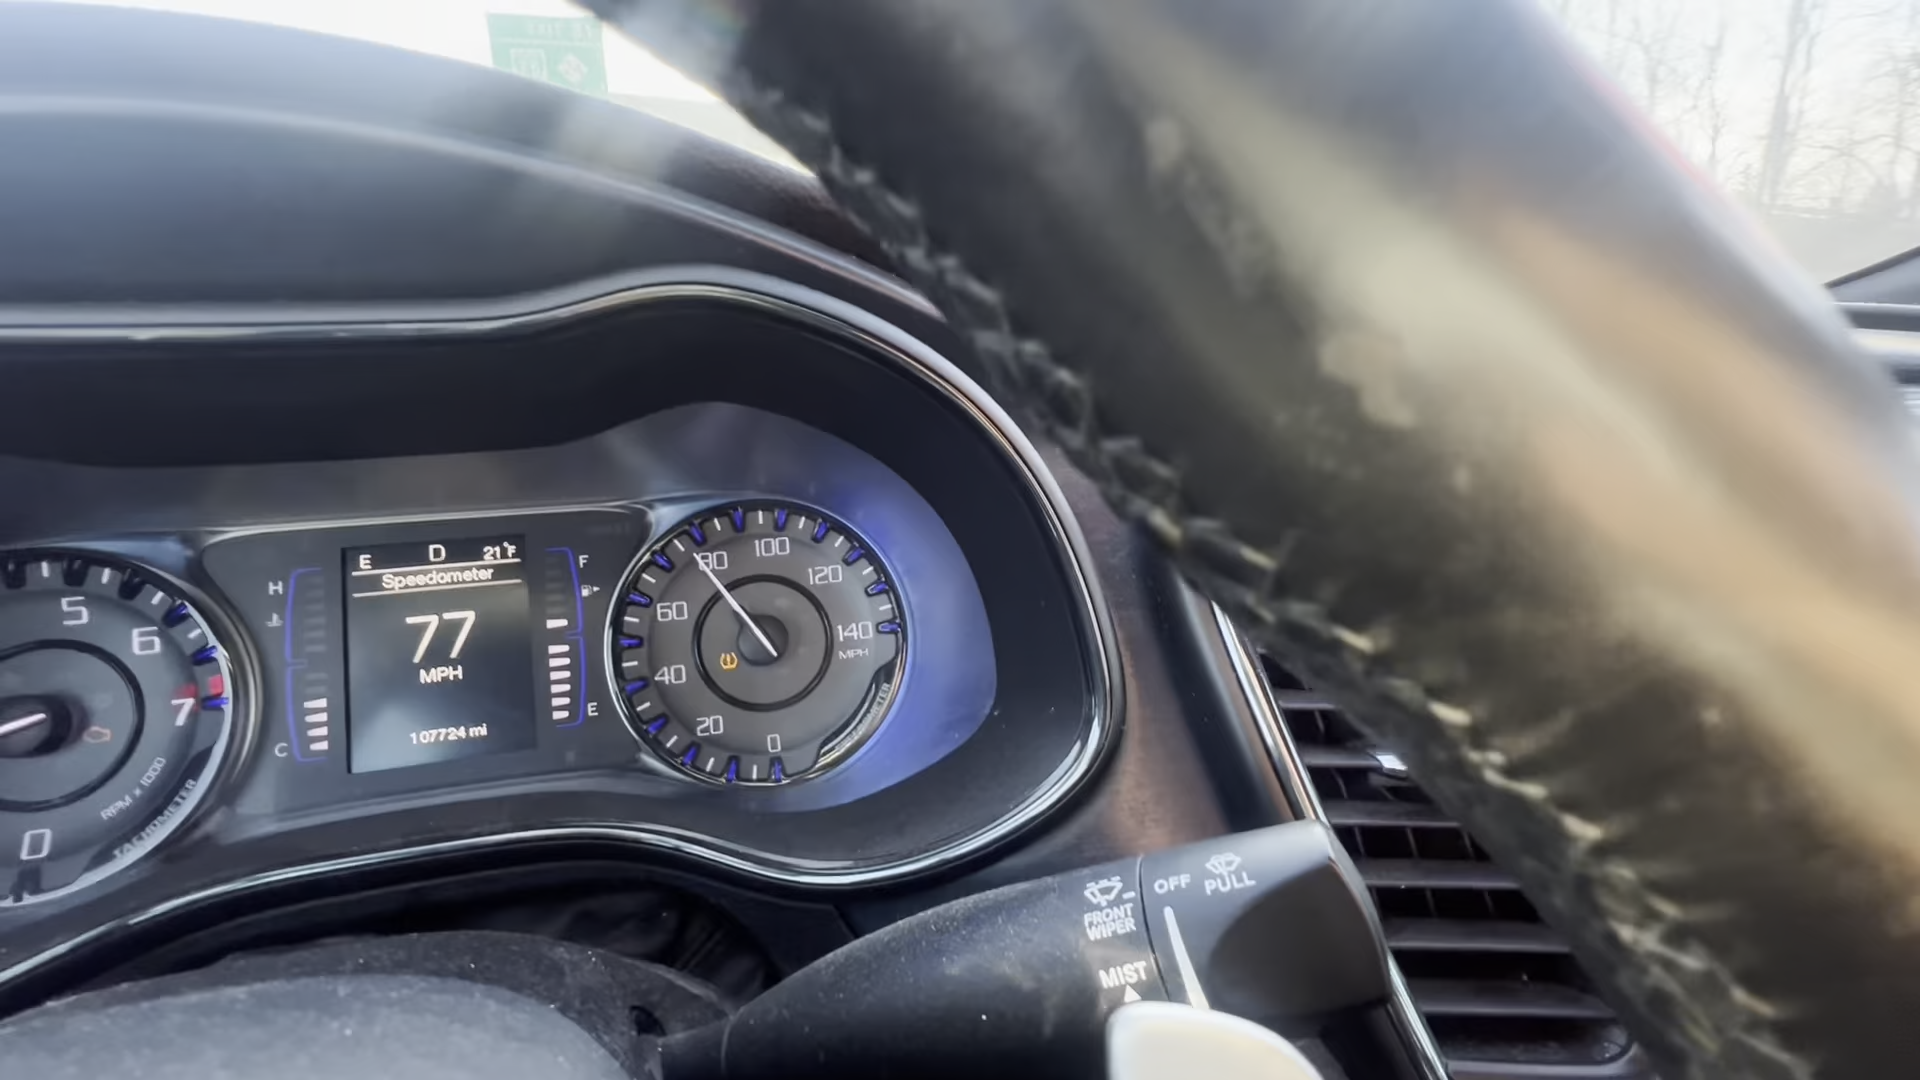 5
6
7
0
RPM × 1000
TACHOMETER
H
C
E D 21°F
Speedometer
77
MPH
107724 mi
F
E
0
20
40
60
80
100
120
140
MPH
SPEEDOMETER
FRONT
WIPER
OFF
PULL
MIST